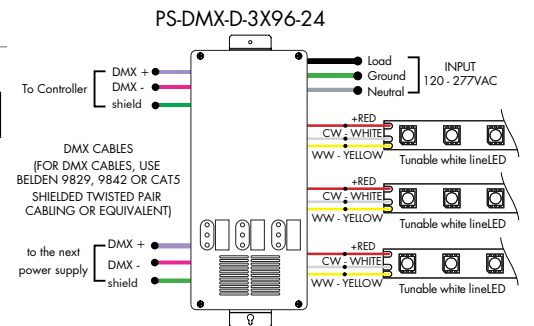 PS-DMX-D-3X96-24
To Controller
DMX +
DMX -
shield
Load
Ground
Neutral
INPUT
120 - 277VAC
DMX CABLES
(FOR DMX CABLES, USE
BELDEN 9829, 9842 OR CAT5
SHIELDED TWISTED PAIR
CABLING OR EQUIVALENT)
to the next
power supply
DMX +
DMX -
shield
+RED
CW - WHITE
WW - YELLOW
Tunable white lineLED
+RED
CW - WHITE
WW - YELLOW
Tunable white lineLED
+RED
CW - WHITE
WW - YELLOW
Tunable white lineLED